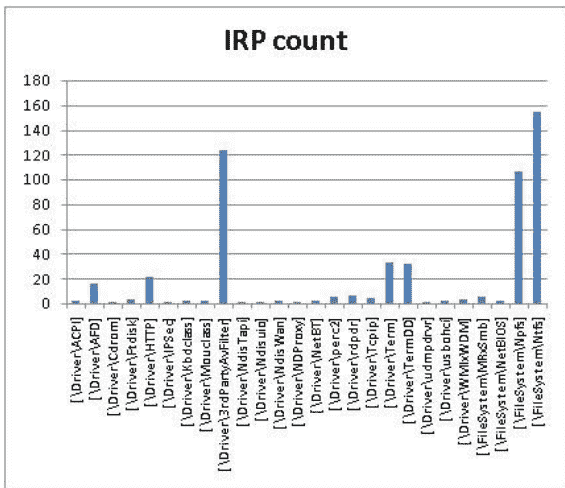 IRP count
180
160
140
120
100
80
60
40
20
0
[\Driver\ACPI]
[\Driver\AFD]
[\Driver\Cdrom]
[\Driver\Ftdisk]
[\Driver\HTTP]
[\Driver\IPSec]
[\Driver\Kbdclass]
[\Driver\Mouclass]
[\Driver\3rdPartyAvFilter]
[\Driver\NdisTapi]
[\Driver\Ndisuio]
[\Driver\NdisWan]
[\Driver\NDProxy]
[\Driver\NetBT]
[\Driver\perc2]
[\Driver\rdpdr]
[\Driver\Tcpip]
[\Driver\Term]
[\Driver\TermDD]
[\Driver\udmpdrvr]
[\Driver\usbohci]
[\Driver\WMIxWDM]
[\FileSystem\MRxSmb]
[\FileSystem\NetBIOS]
[\FileSystem\Npfs]
[\FileSystem\Ntfs]